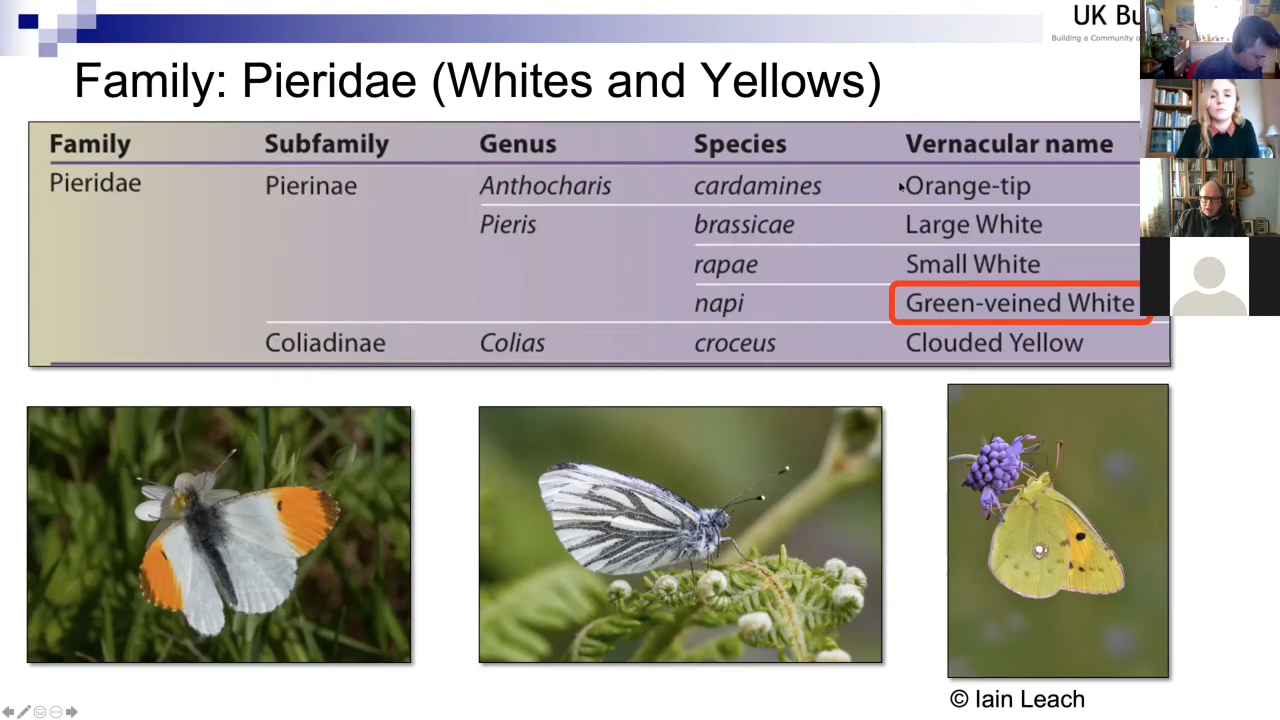 UK Bu
Building a Community o
Family: Pieridae (Whites and Yellows)
Family Subfamily Genus Species Vernacular name
Pieridae Pierinae Anthocharis cardamines Orange-tip
Pieris brassicae Large White
rapae Small White
napi Green-veined White
Coliadinae Colias croceus Clouded Yellow
© Iain Leach